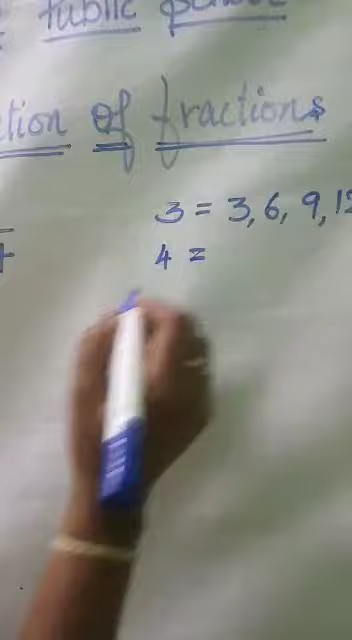 Public
tion of fractions
3 = 3, 6, 9, 12
4 =